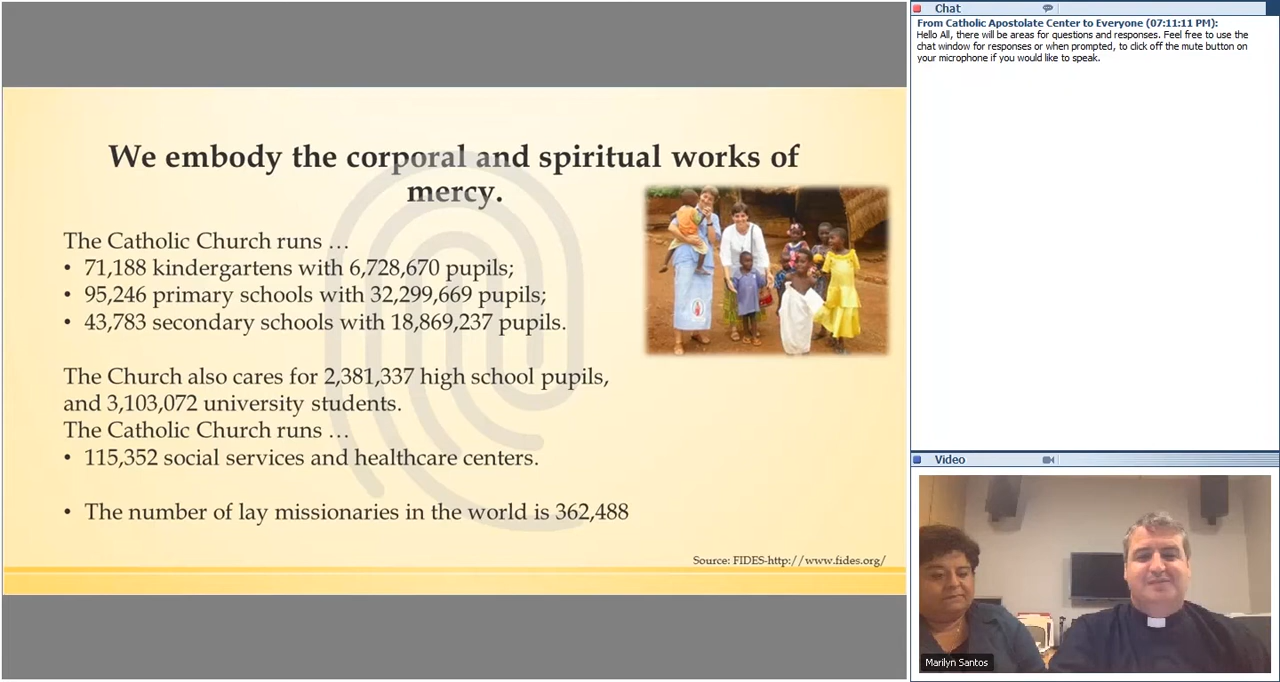 We embody the corporal and spiritual works of
mercy.
The Catholic Church runs …
• 71,188 kindergartens with 6,728,670 pupils;
• 95,246 primary schools with 32,299,669 pupils;
• 43,783 secondary schools with 18,869,237 pupils.
The Church also cares for 2,381,337 high school pupils,
and 3,103,072 university students.
The Catholic Church runs …
• 115,352 social services and healthcare centers.
• The number of lay missionaries in the world is 362,488
Source: FIDES-http://www.fides.org/
Chat
From Catholic Apostolate Center to Everyone (07:11:11 PM):
Hello All, there will be areas for questions and responses. Feel free to use the
chat window for responses or when prompted, to click off the mute button on
your microphone if you would like to speak.
Video
Marilyn Santos